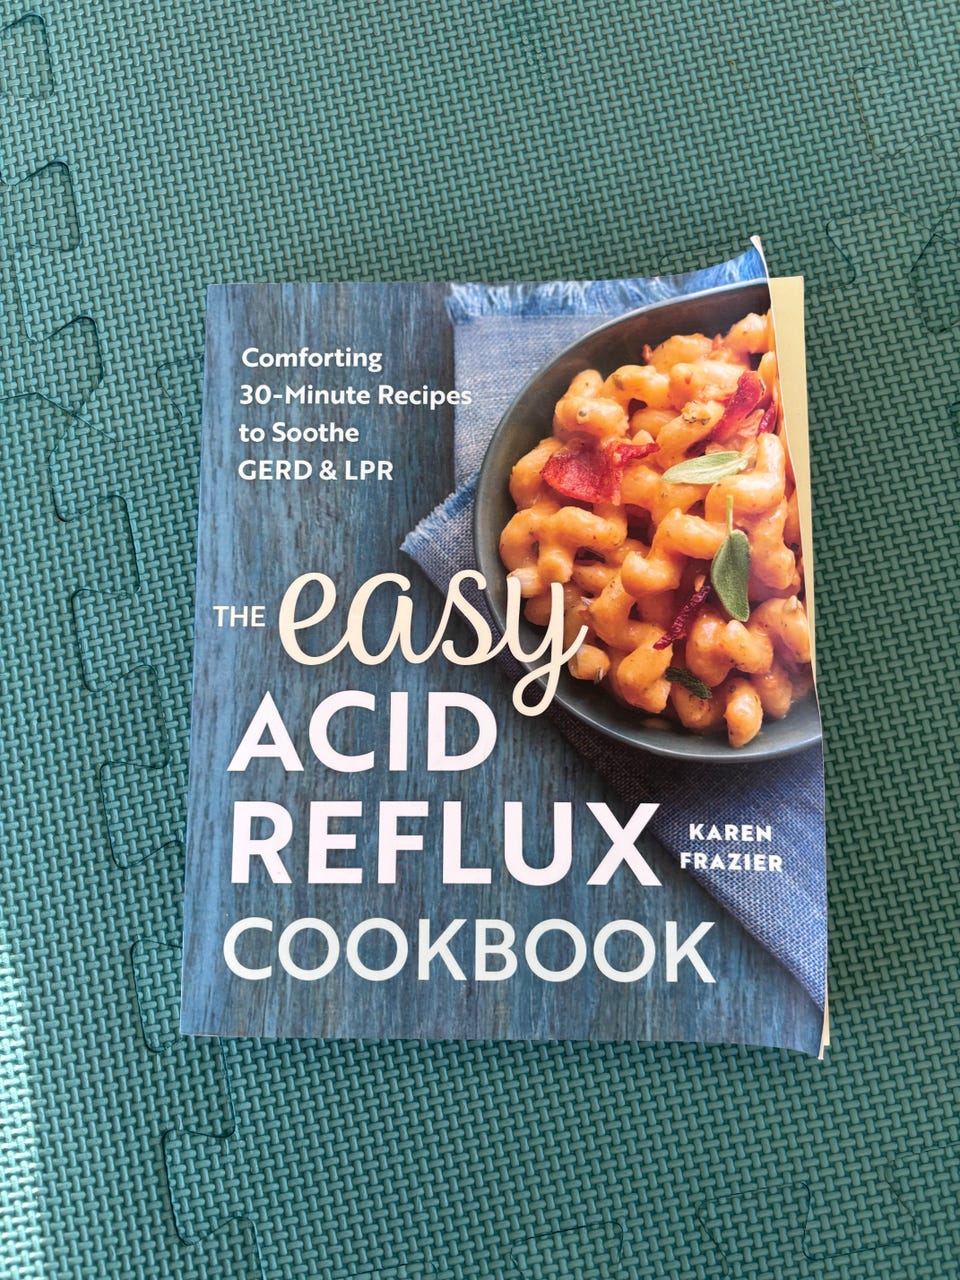 Comforting
30-Minute Recipes
to Soothe
GERD & LPR
THE easy
ACID
REFLUX
KAREN
FRAZIER
COOKBOOK